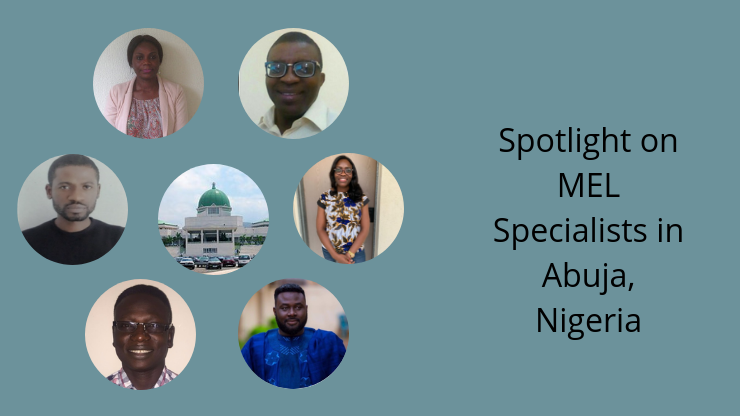 Spotlight on
MEL
Specialists in
Abuja,
Nigeria